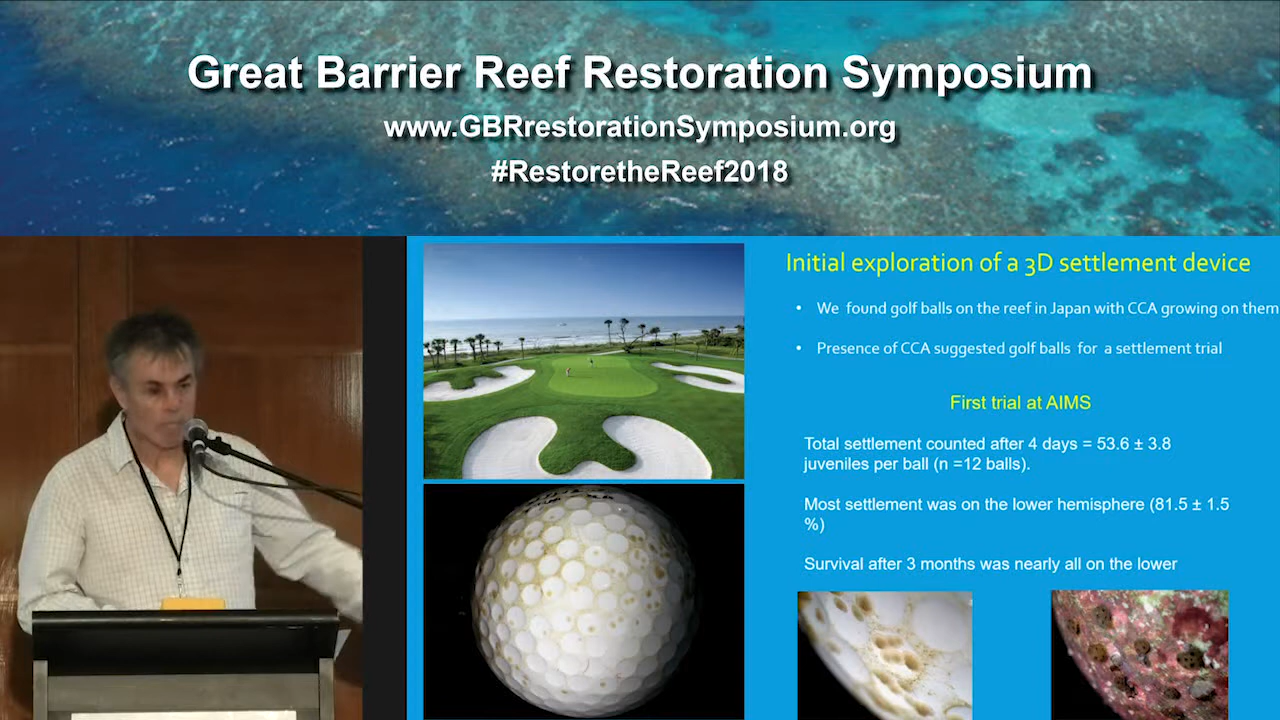 Great Barrier Reef Restoration Symposium
www.GBRrestorationSymposium.org
#RestoretheReef2018
Initial exploration of a 3D settlement device
• We found golf balls on the reef in Japan with CCA growing on them
• Presence of CCA suggested golf balls for a settlement trial
First trial at AIMS
Total settlement counted after 4 days = 53.6 ± 3.8
juveniles per ball (n =12 balls).
Most settlement was on the lower hemisphere (81.5 ± 1.5
%)
Survival after 3 months was nearly all on the lower